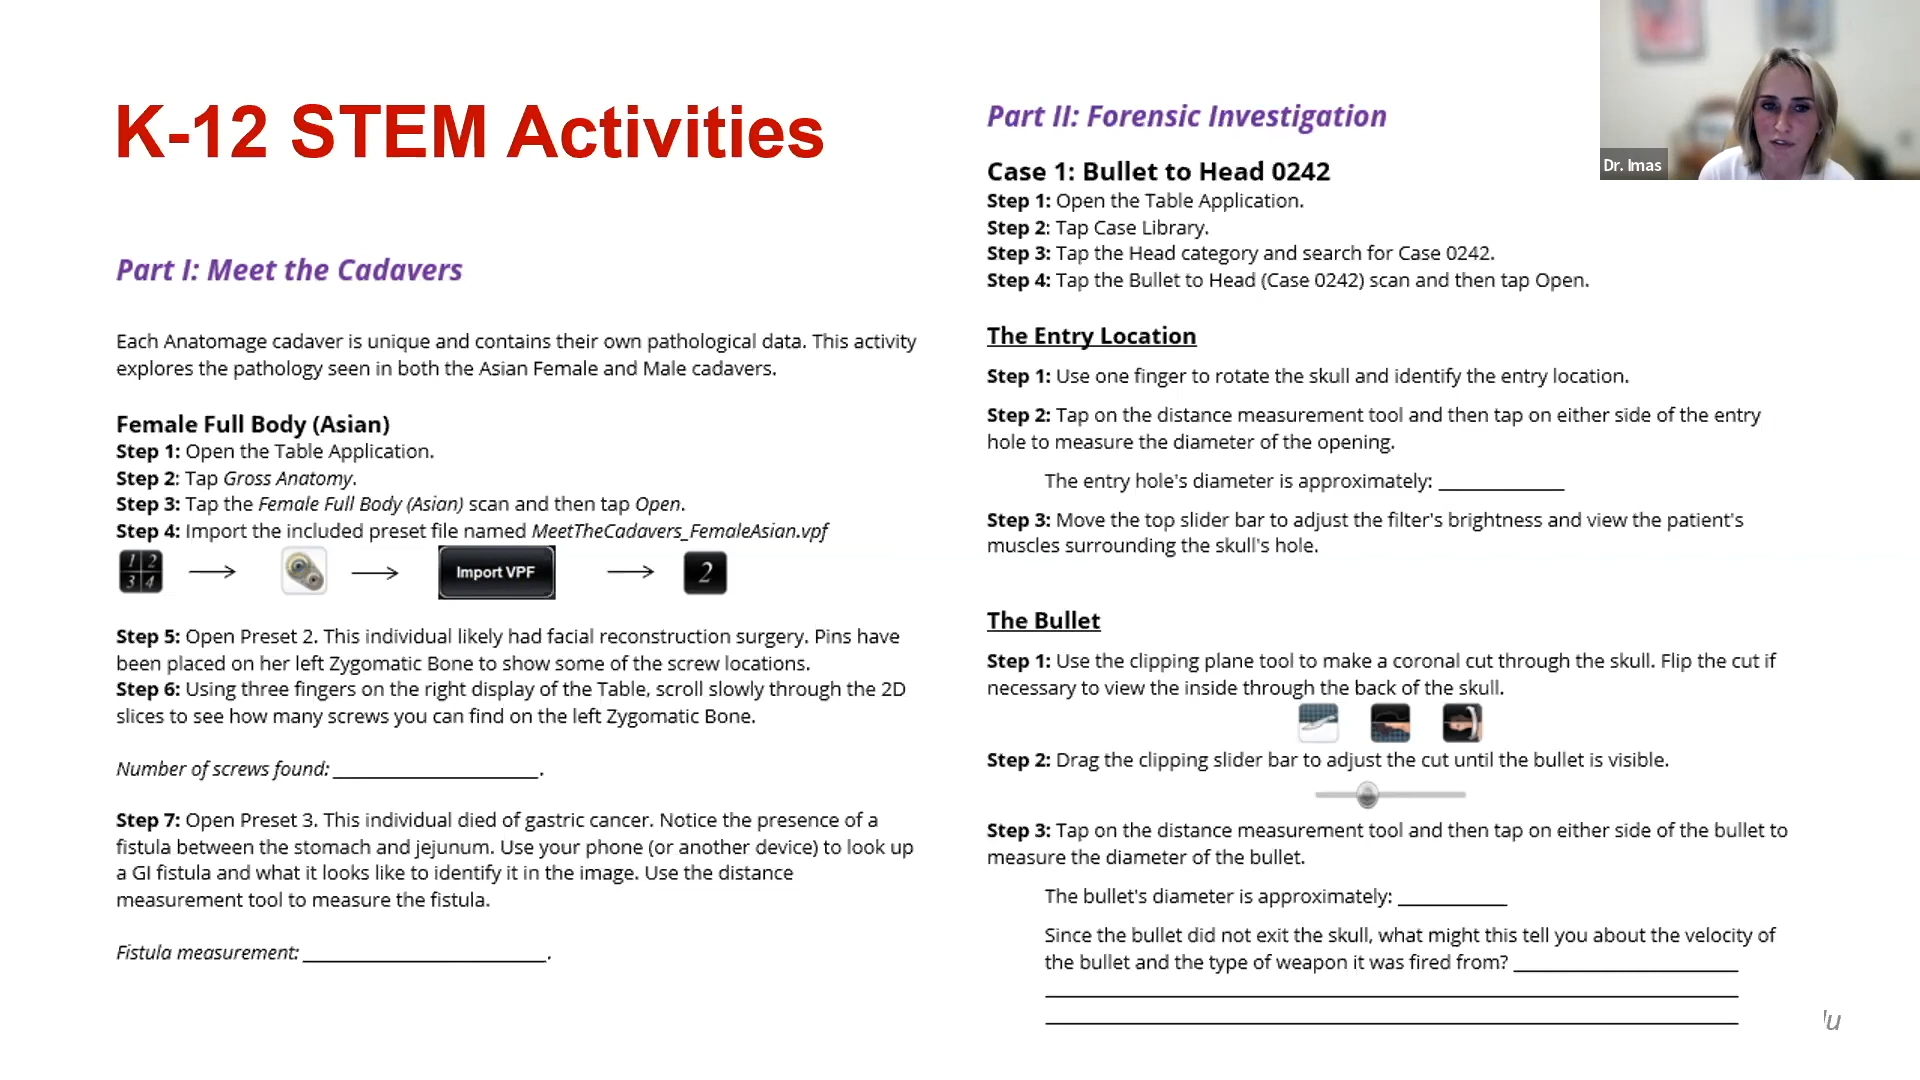 K-12 STEM Activities
Part I: Meet the Cadavers
Each Anatomage cadaver is unique and contains their own pathological data. This activity
explores the pathology seen in both the Asian Female and Male cadavers.
Female Full Body (Asian)
Step 1: Open the Table Application.
Step 2: Tap Gross Anatomy.
Step 3: Tap the Female Full Body (Asian) scan and then tap Open.
Step 4: Import the included preset file named MeetTheCadavers_FemaleAsian.vpf
1 2
3 4
Import VPF
2
Step 5: Open Preset 2. This individual likely had facial reconstruction surgery. Pins have
been placed on her left Zygomatic Bone to show some of the screw locations.
Step 6: Using three fingers on the right display of the Table, scroll slowly through the 2D
slices to see how many screws you can find on the left Zygomatic Bone.
Number of screws found: ____________________.
Step 7: Open Preset 3. This individual died of gastric cancer. Notice the presence of a
fistula between the stomach and jejunum. Use your phone (or another device) to look up
a GI fistula and what it looks like to identify it in the image. Use the distance
measurement tool to measure the fistula.
Fistula measurement: ________________________.
Part II: Forensic Investigation
Case 1: Bullet to Head 0242
Step 1: Open the Table Application.
Step 2: Tap Case Library.
Step 3: Tap the Head category and search for Case 0242.
Step 4: Tap the Bullet to Head (Case 0242) scan and then tap Open.
The Entry Location
Step 1: Use one finger to rotate the skull and identify the entry location.
Step 2: Tap on the distance measurement tool and then tap on either side of the entry
hole to measure the diameter of the opening.
The entry hole's diameter is approximately: ____________
Step 3: Move the top slider bar to adjust the filter's brightness and view the patient's
muscles surrounding the skull's hole.
The Bullet
Step 1: Use the clipping plane tool to make a coronal cut through the skull. Flip the cut if
necessary to view the inside through the back of the skull.
Step 2: Drag the clipping slider bar to adjust the cut until the bullet is visible.
Step 3: Tap on the distance measurement tool and then tap on either side of the bullet to
measure the diameter of the bullet.
The bullet's diameter is approximately: __________
Since the bullet did not exit the skull, what might this tell you about the velocity of
the bullet and the type of weapon it was fired from? ____________________
Dr. Imas